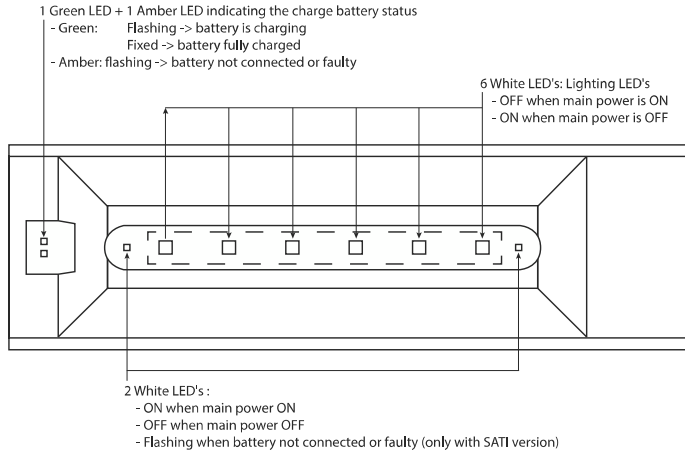 1 Green LED + 1 Amber LED indicating the charge battery status
- Green: Flashing -> battery is charging
Fixed -> battery fully charged
- Amber: flashing -> battery not connected or faulty
6 White LED's: Lighting LED's
- OFF when main power is ON
- ON when main power is OFF
2 White LED's :
- ON when main power ON
- OFF when main power OFF
- Flashing when battery not connected or faulty (only with SATI version)